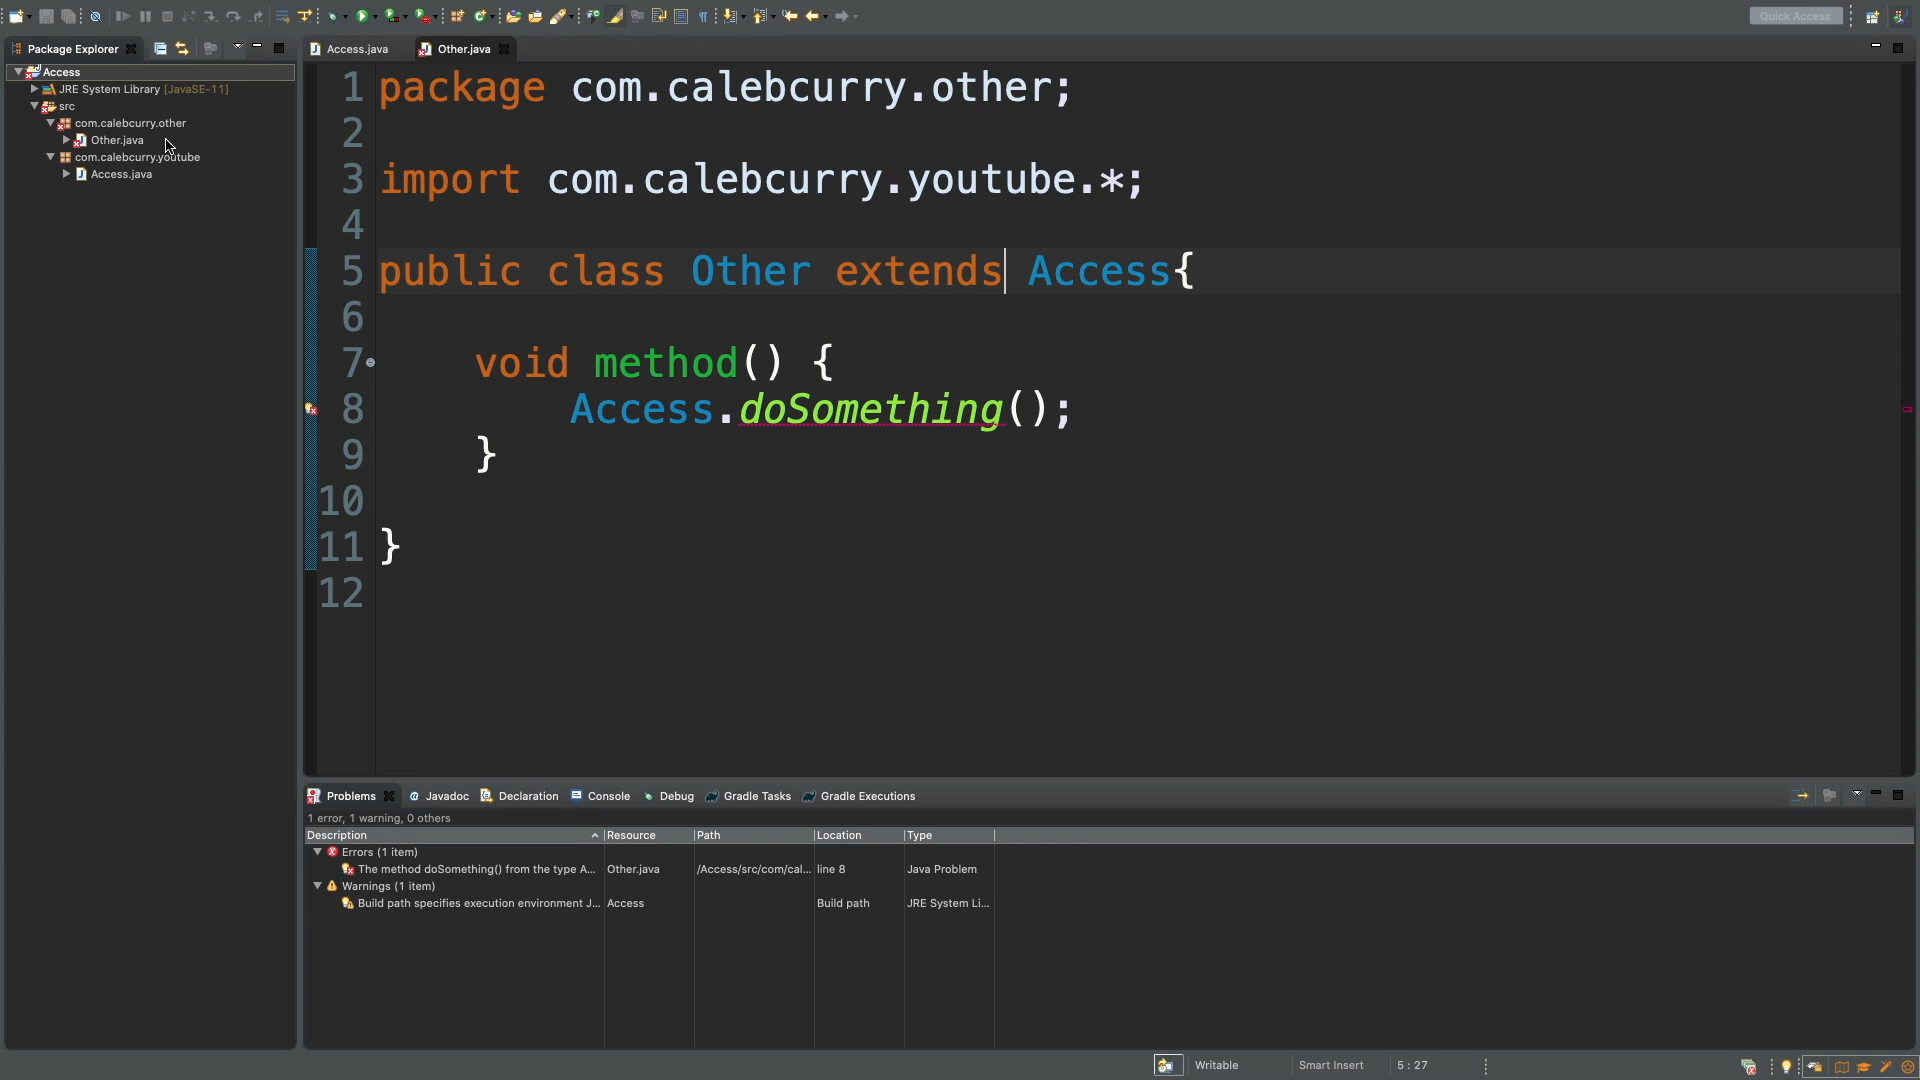 Quick Access
Package Explorer
Access.java
Other.java
Access
JRE System Library [JavaSE-11]
src
com.calebcurry.other
Other.java
com.calebcurry.youtube
Access.java
1 package com.calebcurry.other;
2
3 import com.calebcurry.youtube.*;
4
5 public class Other extends Access{
6
7 void method() {
8 Access.doSomething();
9 }
10
11 }
12
Problems Javadoc Declaration Console Debug Gradle Tasks Gradle Executions
1 error, 1 warning, 0 others
Description Resource Path Location Type
Errors (1 item)
The method doSomething() from the type A... Other.java /Access/src/com/cal... line 8 Java Problem
Warnings (1 item)
Build path specifies execution environment J... Access Build path JRE System Li...
Writable Smart Insert 5 : 27